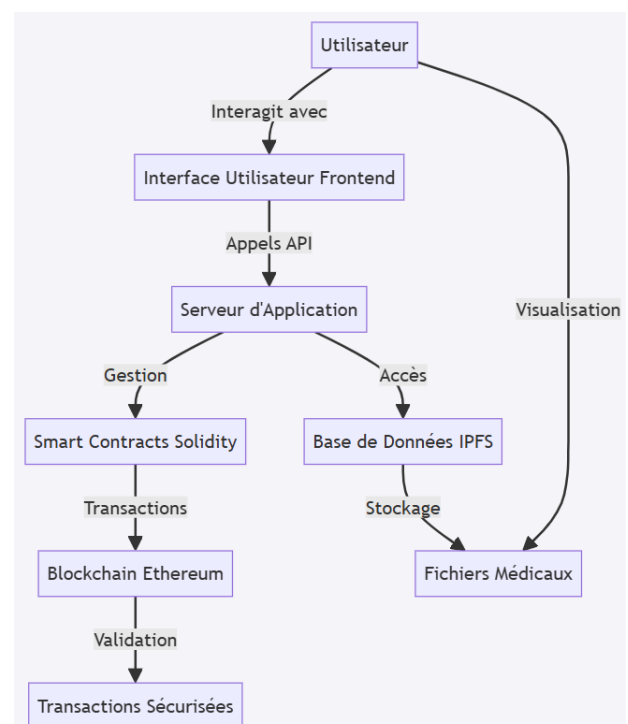 Utilisateur
Interagit avec
Interface Utilisateur Frontend
Appels API
Serveur d'Application
Visualisation
Gestion
Accès
Smart Contracts Solidity
Base de Données IPFS
Transactions
Stockage
Blockchain Ethereum
Fichiers Médicaux
Validation
Transactions Sécurisées